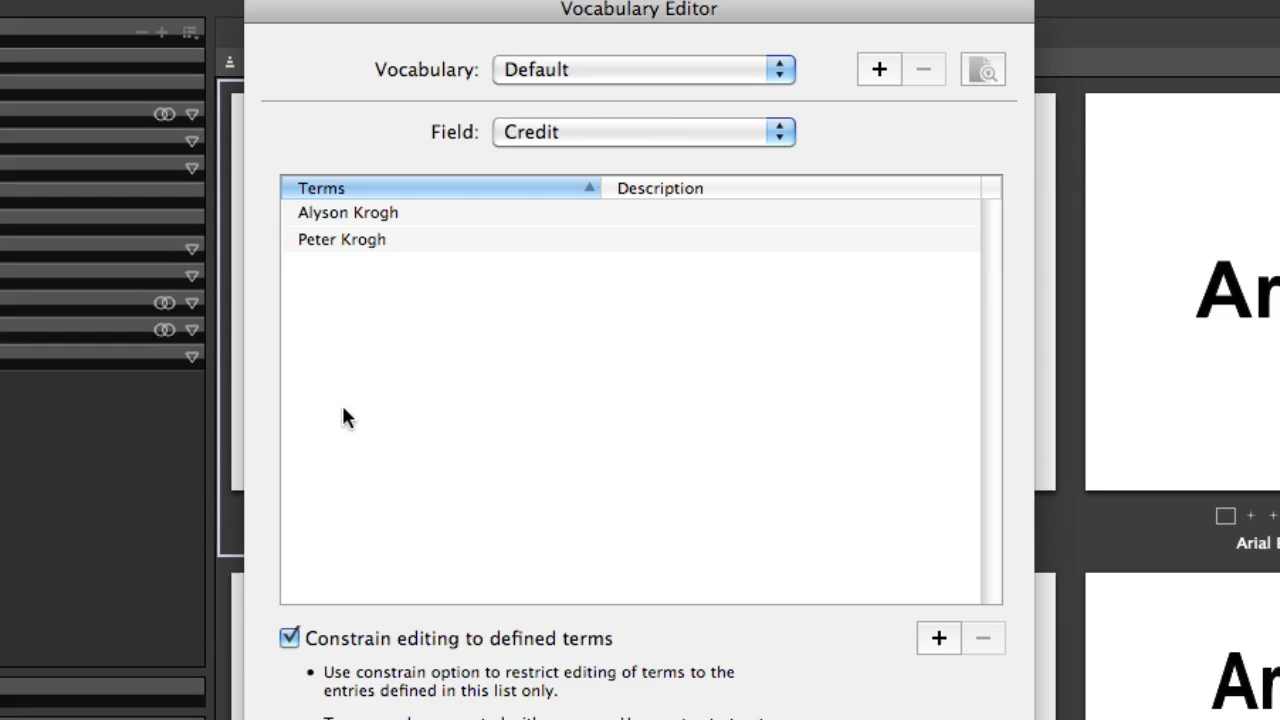 Vocabulary Editor
Vocabulary: Default
Field: Credit
Terms Description
Alyson Krogh
Peter Krogh
Constrain editing to defined terms
• Use constrain option to restrict editing of terms to the
entries defined in this list only.
Ar
Arial
Ar